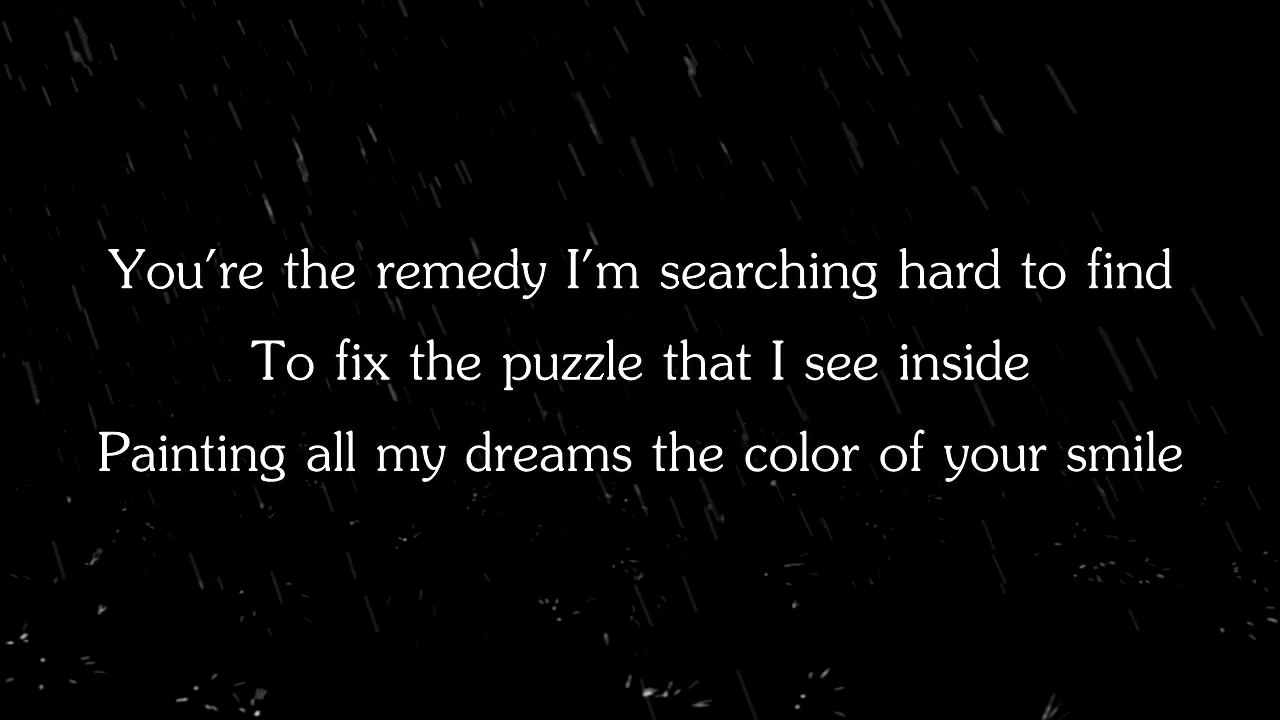 You’re the remedy I’m searching hard to find
To fix the puzzle that I see inside
Painting all my dreams the color of your smile